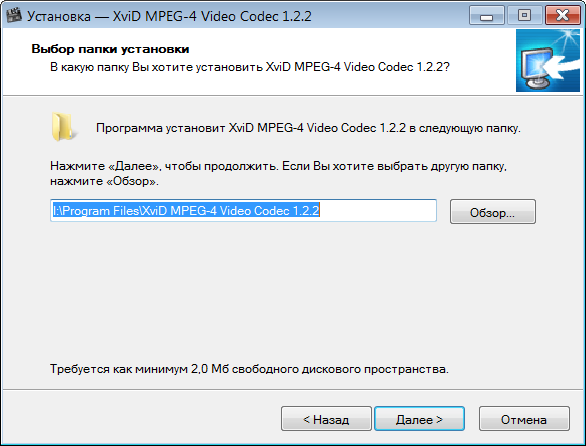 Установка — XviD MPEG-4 Video Codec 1.2.2
Выбор папки установки
В какую папку Вы хотите установить XviD MPEG-4 Video Codec 1.2.2?
Программа установит XviD MPEG-4 Video Codec 1.2.2 в следующую папку.
Нажмите «Далее», чтобы продолжить. Если Вы хотите выбрать другую папку,
нажмите «Обзор».
I:\Program Files\XviD MPEG-4 Video Codec 1.2.2
Обзор...
Требуется как минимум 2,0 Мб свободного дискового пространства.
< Назад
Далее >
Отмена